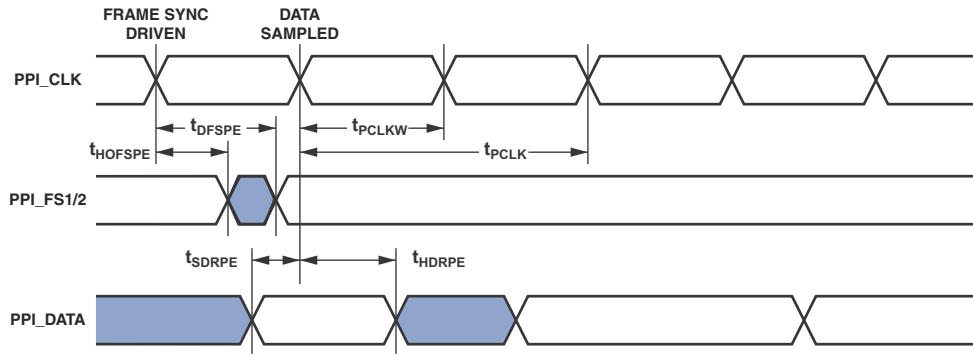 FRAME SYNC
DRIVEN
DATA
SAMPLED
PPI_CLK
tDFSPE
tPCLKW
tHOFSPE
tPCLK
PPI_FS1/2
tSDRPE
tHDRPE
PPI_DATA